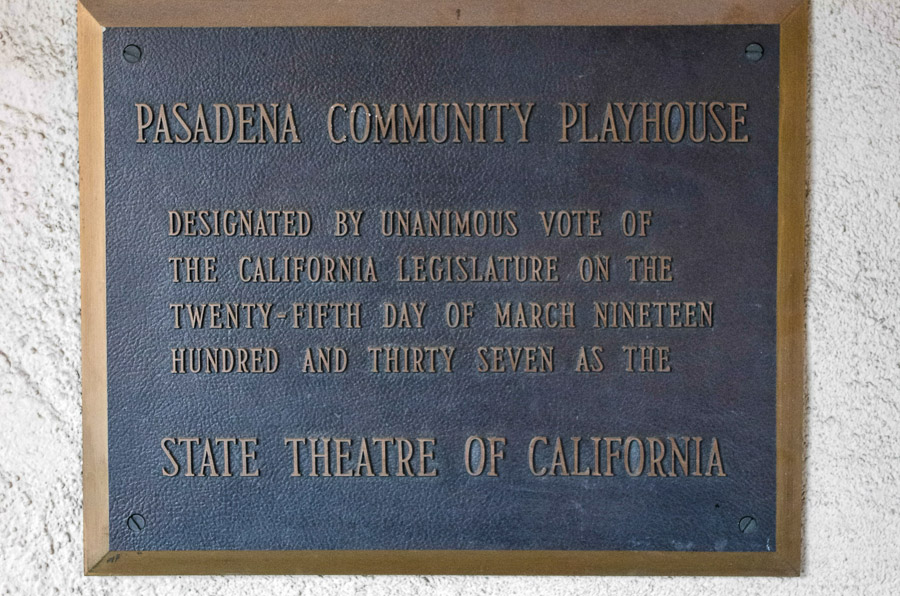 PASADENA COMMUNITY PLAYHOUSE
DESIGNATED BY UNANIMOUS VOTE OF
THE CALIFORNIA LEGISLATURE ON THE
TWENTY-FIFTH DAY OF MARCH NINETEEN
HUNDRED AND THIRTY SEVEN AS THE
STATE THEATRE OF CALIFORNIA